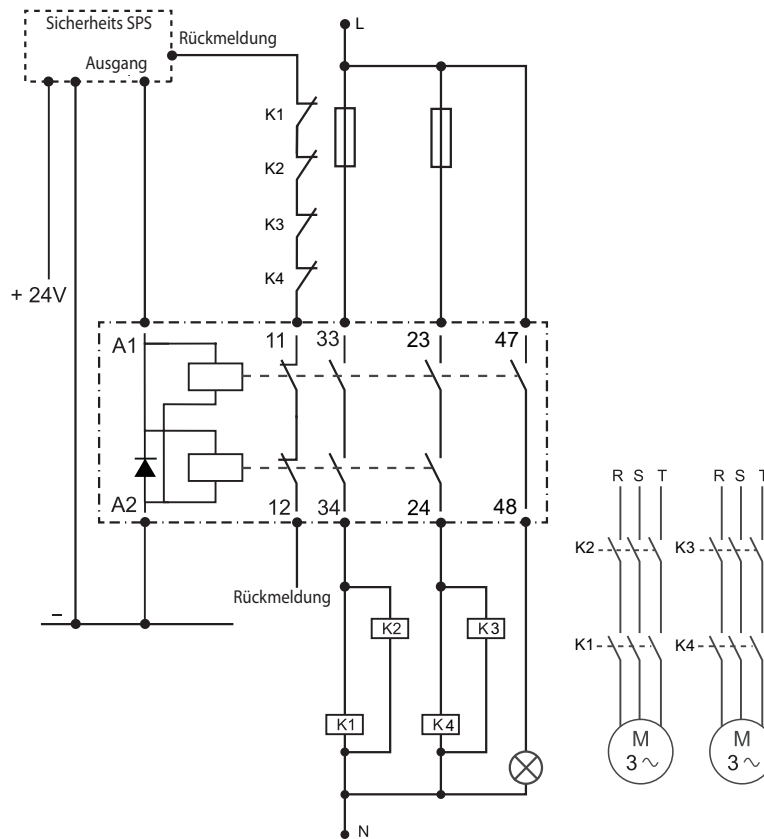 Sicherheits SPS
Ausgang
Rückmeldung
L
K1
K2
K3
K4
+ 24V
A1
11
33
23
47
A2
12
34
24
48
Rückmeldung
–
K2
K3
K1
K4
N
R S T
R S T
K2
K3
K1
K4
M
3 ~
M
3 ~